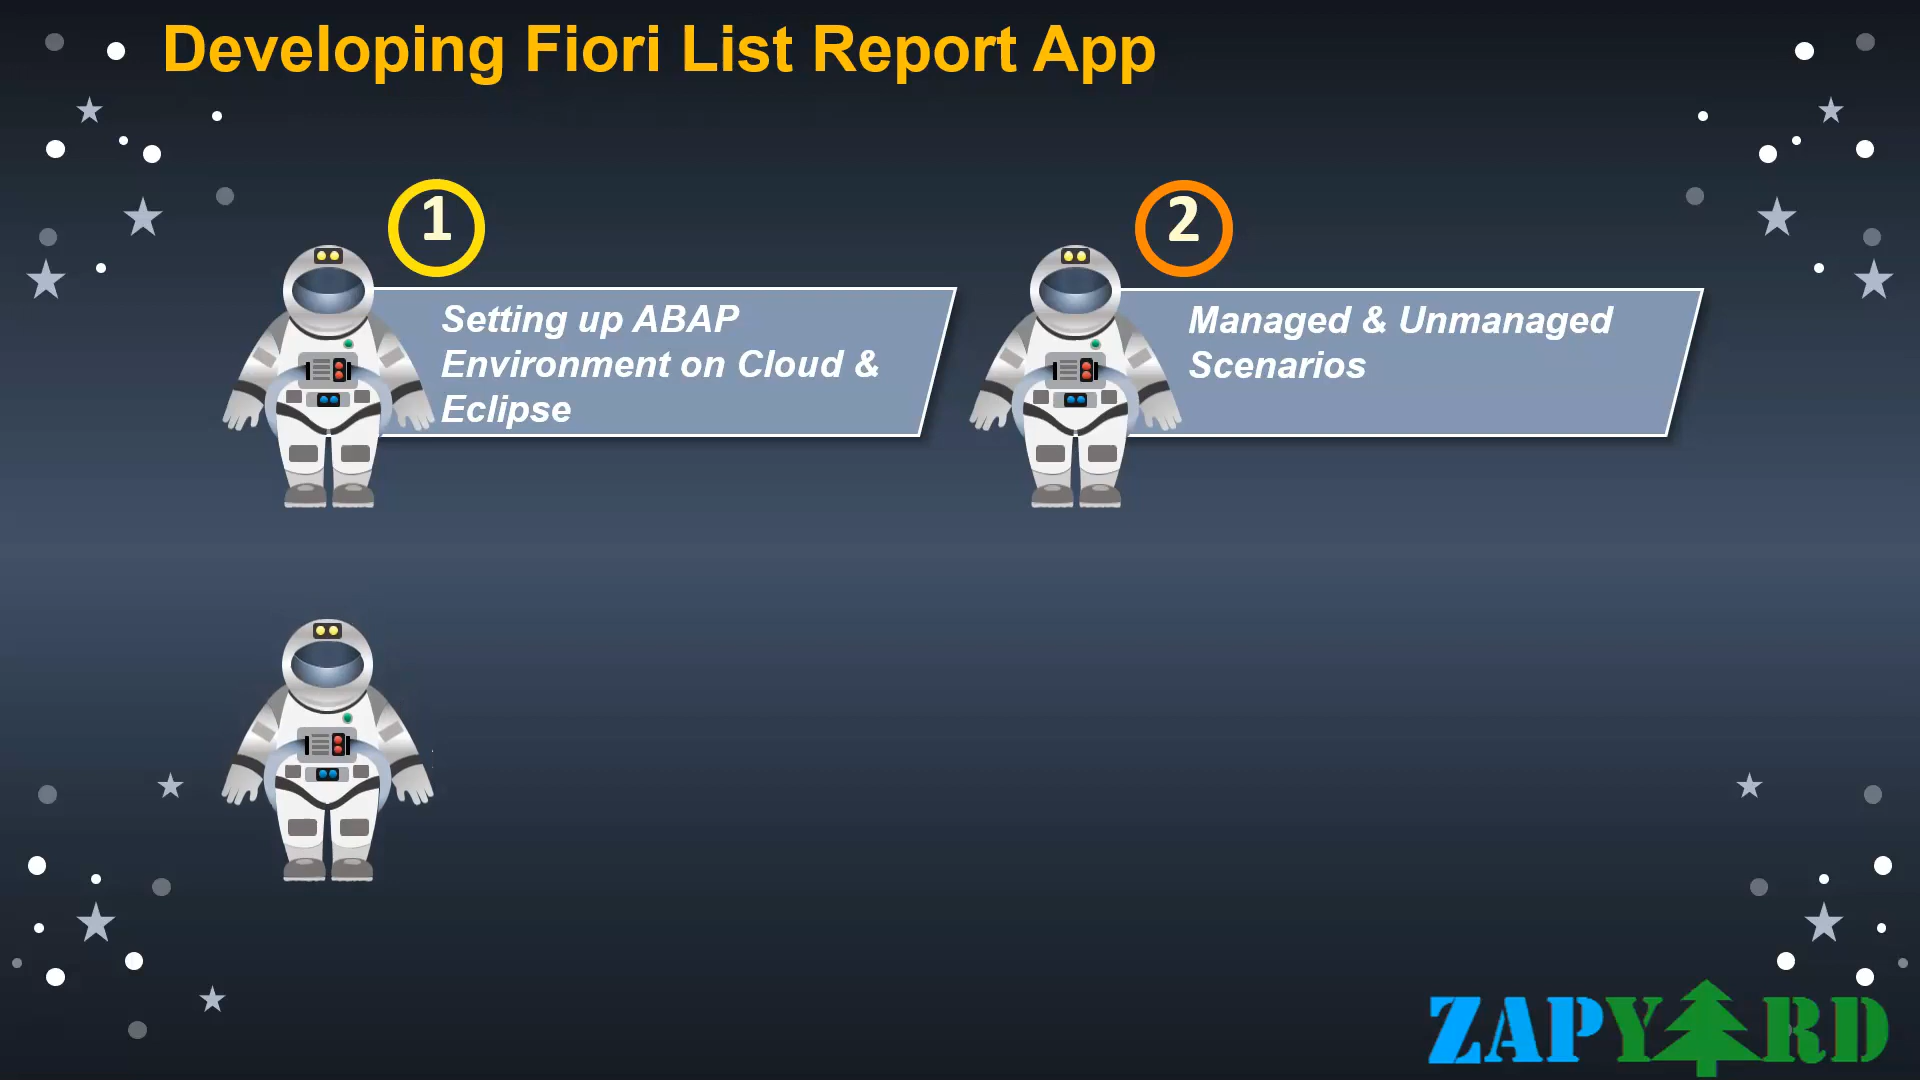 Developing Fiori List Report App
1
Setting up ABAP
Environment on Cloud &
Eclipse
2
Managed & Unmanaged
Scenarios
ZAPYARD